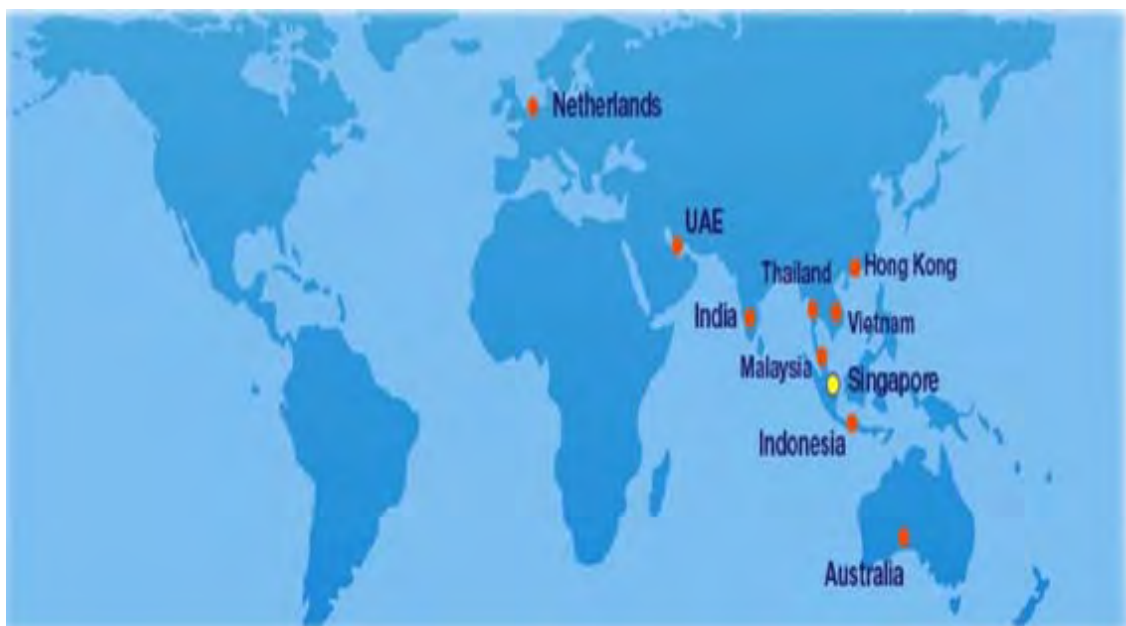 Netherlands
UAE
Thailand
Hong Kong
India
Vietnam
Malaysia
Singapore
Indonesia
Australia